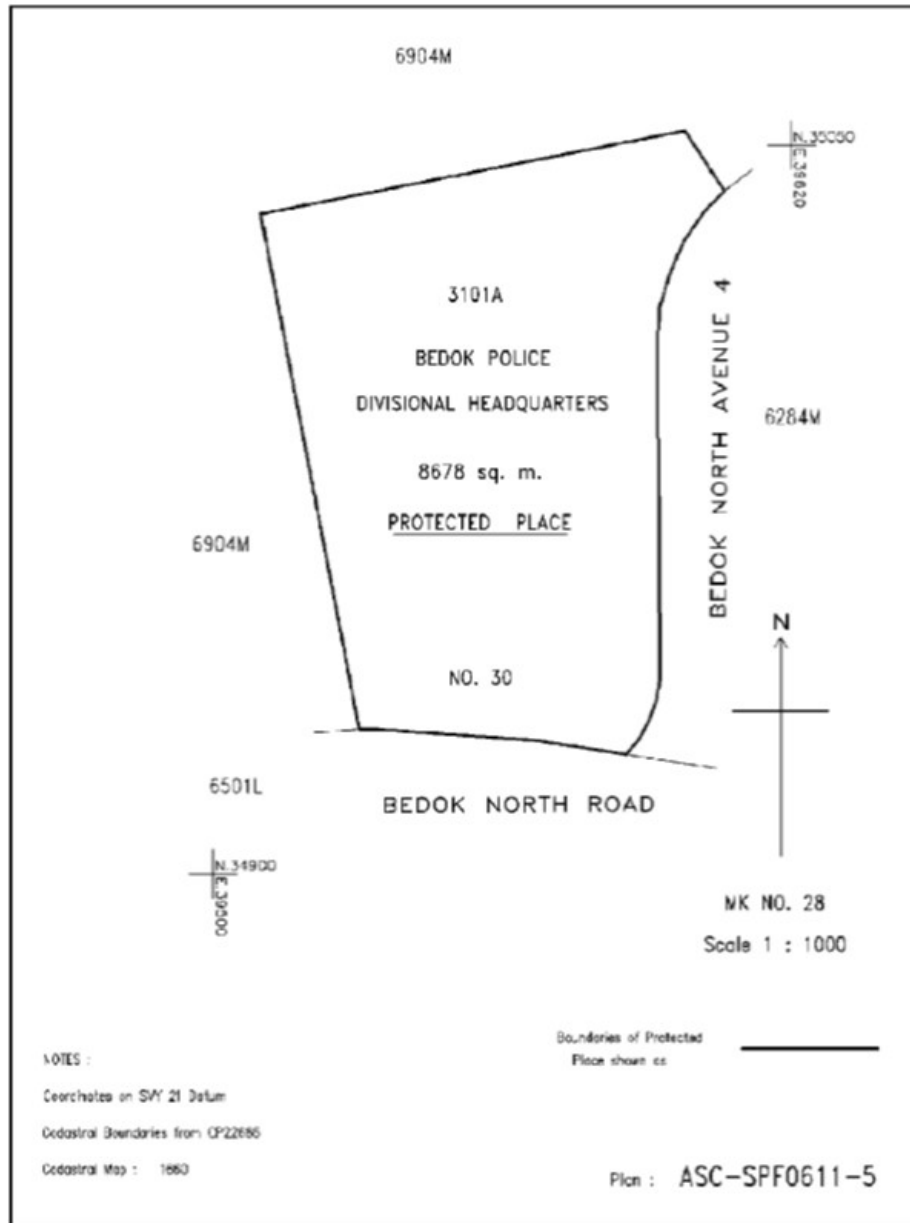 6904M
N.35050
E.39620
3101A
BEDOK POLICE
DIVISIONAL HEADQUARTERS
8678 sq. m.
PROTECTED PLACE
BEDOK NORTH AVENUE 4
6284M
6904M
N
NO. 30
6501L
BEDOK NORTH ROAD
N.34900
MK NO. 28
Scale 1 : 1000
Boundaries of Protected
Place shown as
NOTES :
Coordinates on SVY 21 Datum
Cadastral Boundaries from
Cadastral Map : 1660
Plan : ASC-SPF0611-5